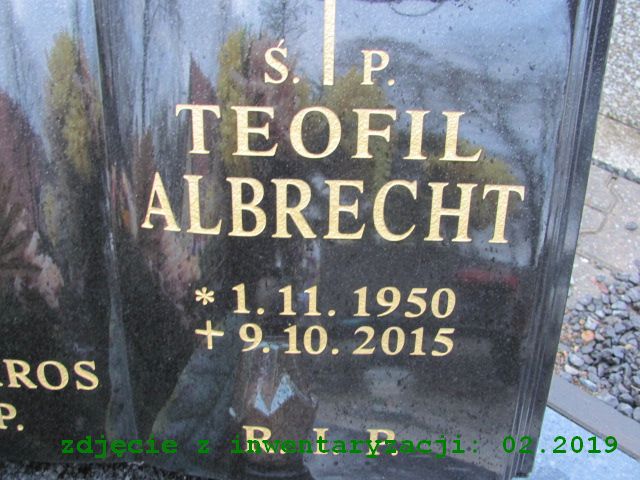 Ś. P.
TEOFIL
ALBRECHT
* 1. 11. 1950
+ 9. 10. 2015
ROS
P.
R. I. P.
zdjęcie z inwentaryzacji: 02.2019